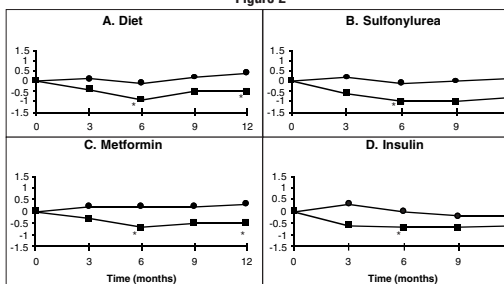 Figure 2
A. Diet
1.5
1
0.5
0
-0.5
-1
-1.5
0 3 6 9 12
* *
B. Sulfonylurea
1.5
1
0.5
0
-0.5
-1
-1.5
0 3 6 9
*
C. Metformin
1.5
1
0.5
0
-0.5
-1
-1.5
0 3 6 9 12
* *
Time (months)
D. Insulin
1.5
1
0.5
0
-0.5
-1
-1.5
0 3 6 9
*
Time (months)